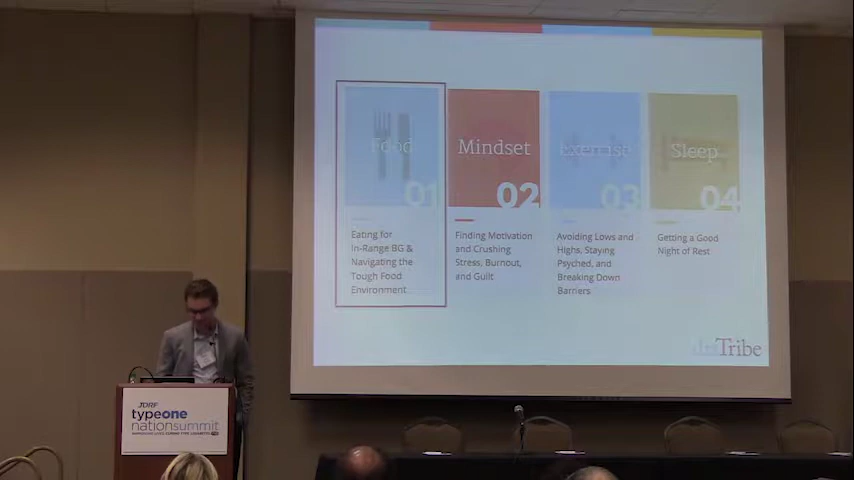 Food
01
Eating for
In-Range BG &
Navigating the
Tough Food
Environment
Mindset
02
Finding Motivation
and Crushing
Stress, Burnout,
and Guilt
Exercise
03
Avoiding Lows and
Highs, Staying
Psyched, and
Breaking Down
Barriers
Sleep
04
Getting a Good
Night of Rest
diaTribe
JDRF
typeone
nationsummit